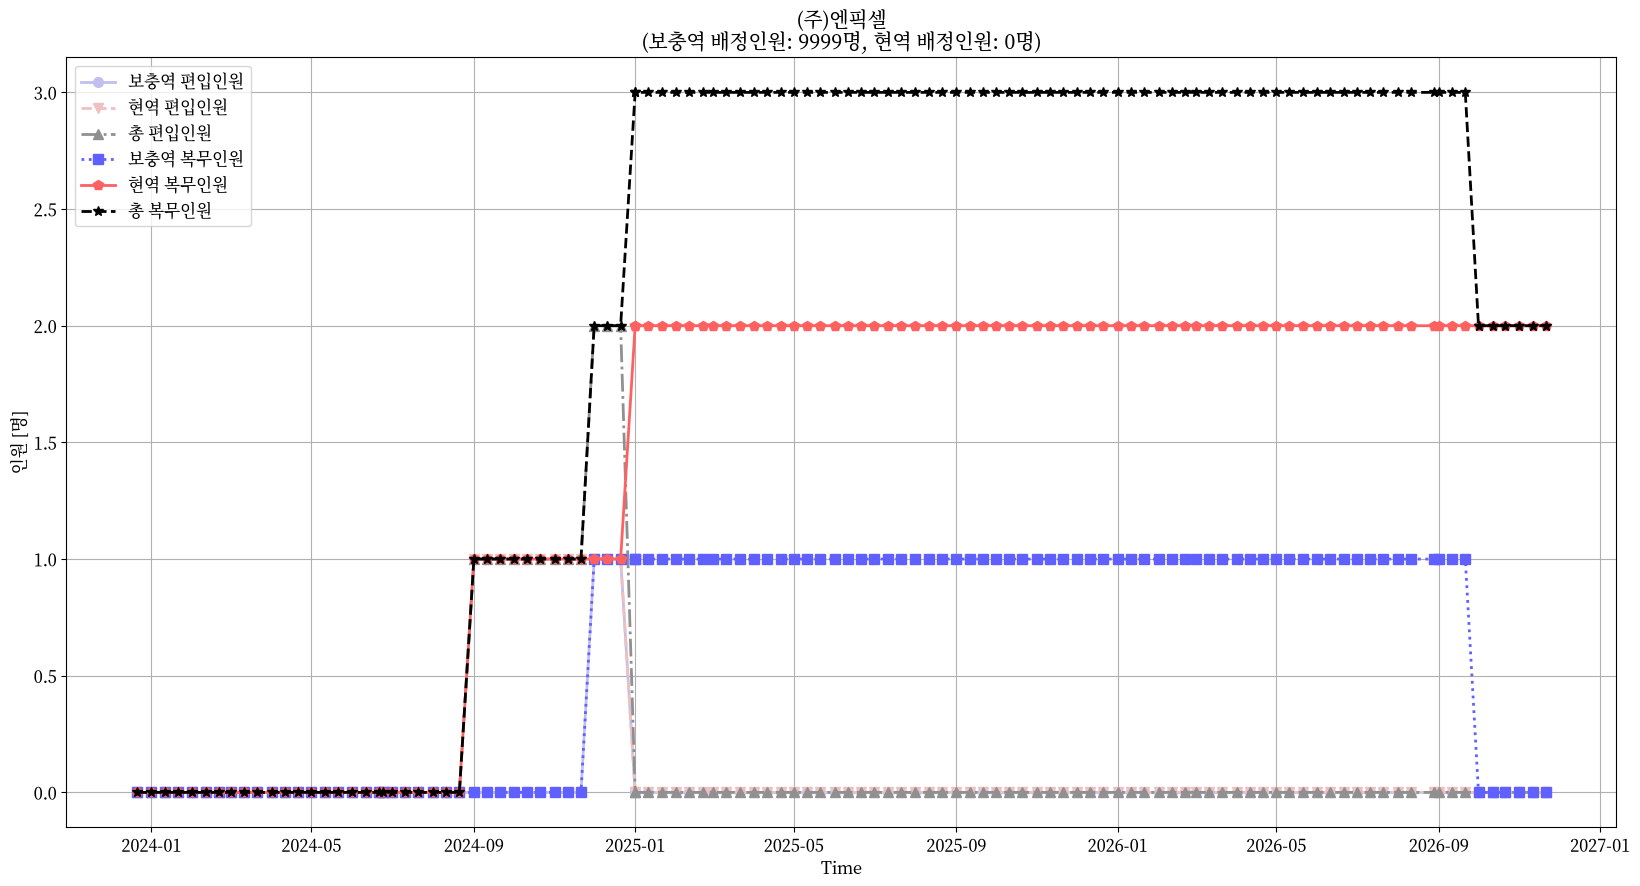 (주)엔픽셀
(보충역 배정인원: 9999명, 현역 배정인원: 0명)
보충역 편입인원
현역 편입인원
총 편입인원
보충역 복무인원
현역 복무인원
총 복무인원
인원 [명]
3.0
2.5
2.0
1.5
1.0
0.5
0.0
2024-01
2024-05
2024-09
2025-01
2025-05
2025-09
2026-01
2026-05
2026-09
2027-01
Time